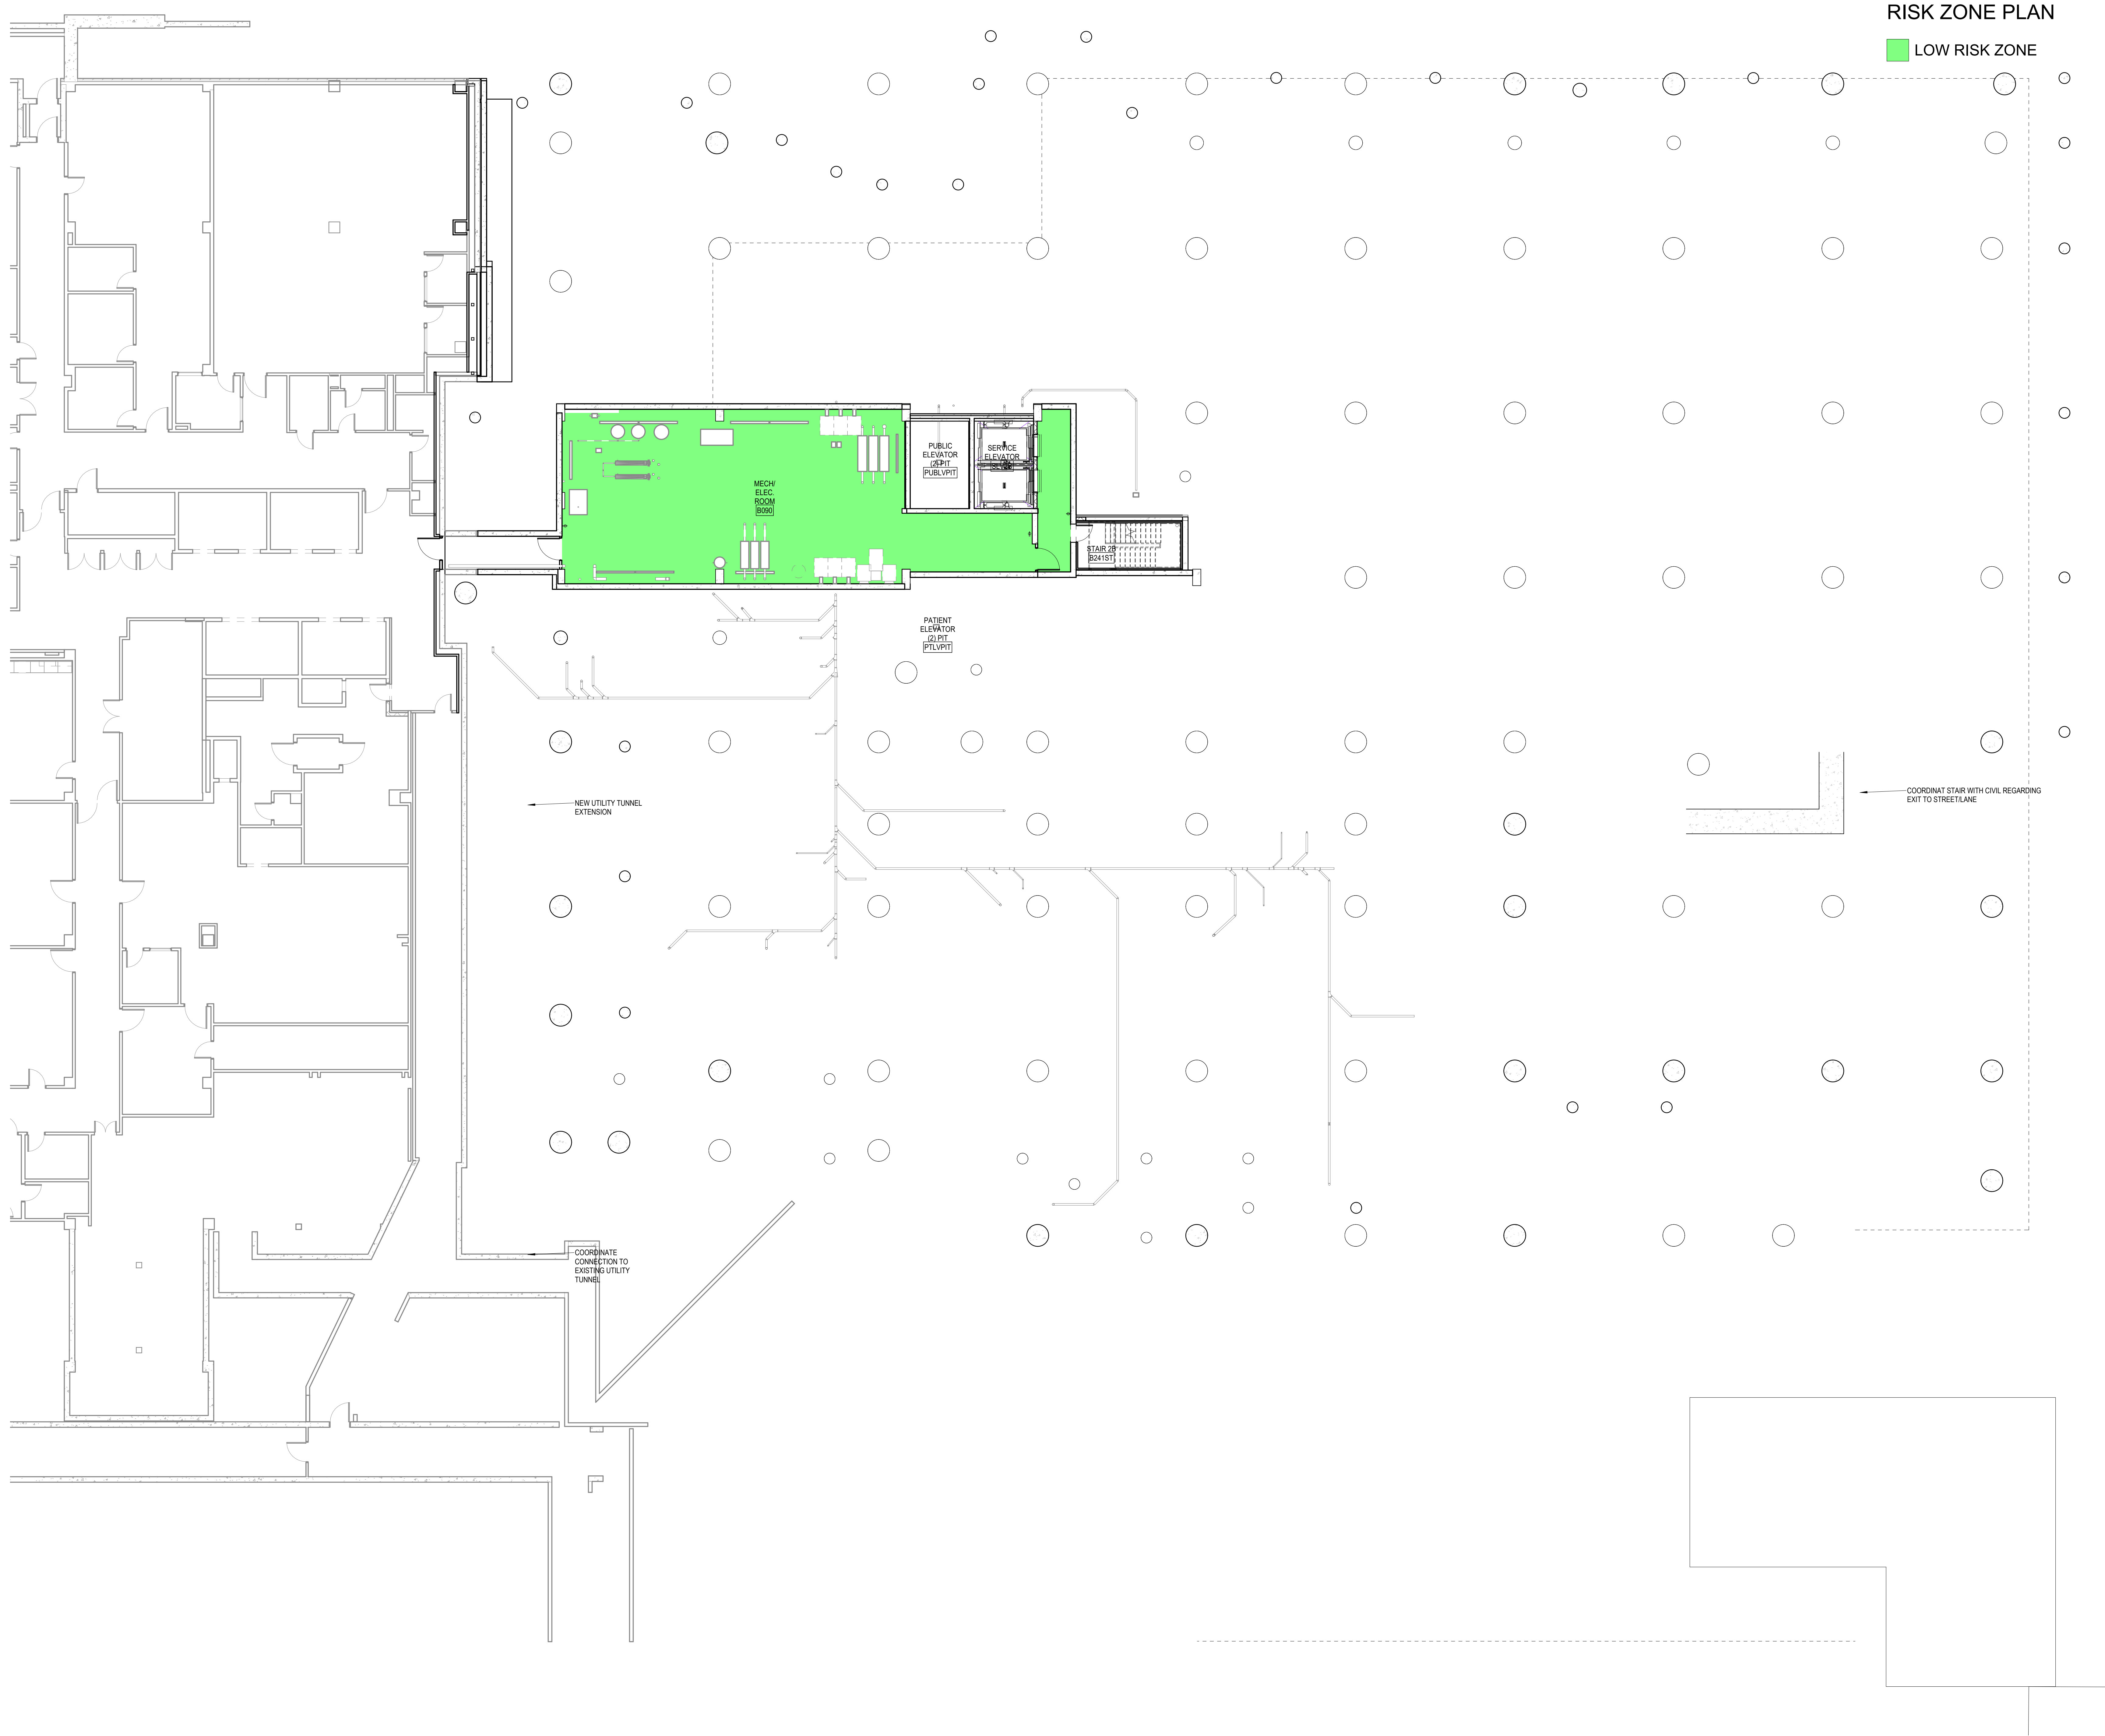 RISK ZONE PLAN
LOW RISK ZONE
PUBLIC
ELEVATOR
(2) PIT
PUBLVPIT
SERVICE
ELEVATOR
MECH/
ELEC.
ROOM
B090
STAIR 2B
B241ST
PATIENT
ELEVATOR
(2) PIT
PTLVPIT
NEW UTILITY TUNNEL
EXTENSION
COORDINAT STAIR WITH CIVIL REGARDING
EXIT TO STREET/LANE
COORDINATE
CONNECTION TO
EXISTING UTILITY
TUNNEL